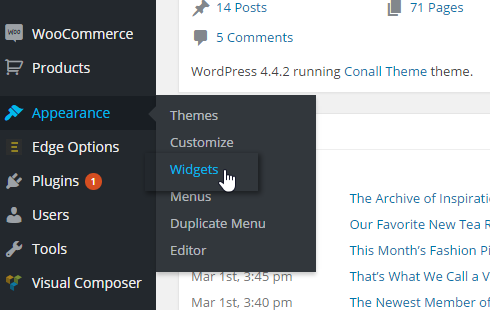 WooCommerce
Products
Appearance
Edge Options
Plugins 1
Users
Tools
Visual Composer
Themes
Customize
Widgets
Menus
Duplicate Menu
Editor
14 Posts
71 Pages
5 Comments
WordPress 4.4.2 running Conall Theme theme.
The Archive of
Our Favorite New Tea
This Month's Fashion
Mar 1st, 3:45 pm That's What We Call a
Mar 1st, 3:40 pm The Newest Member of